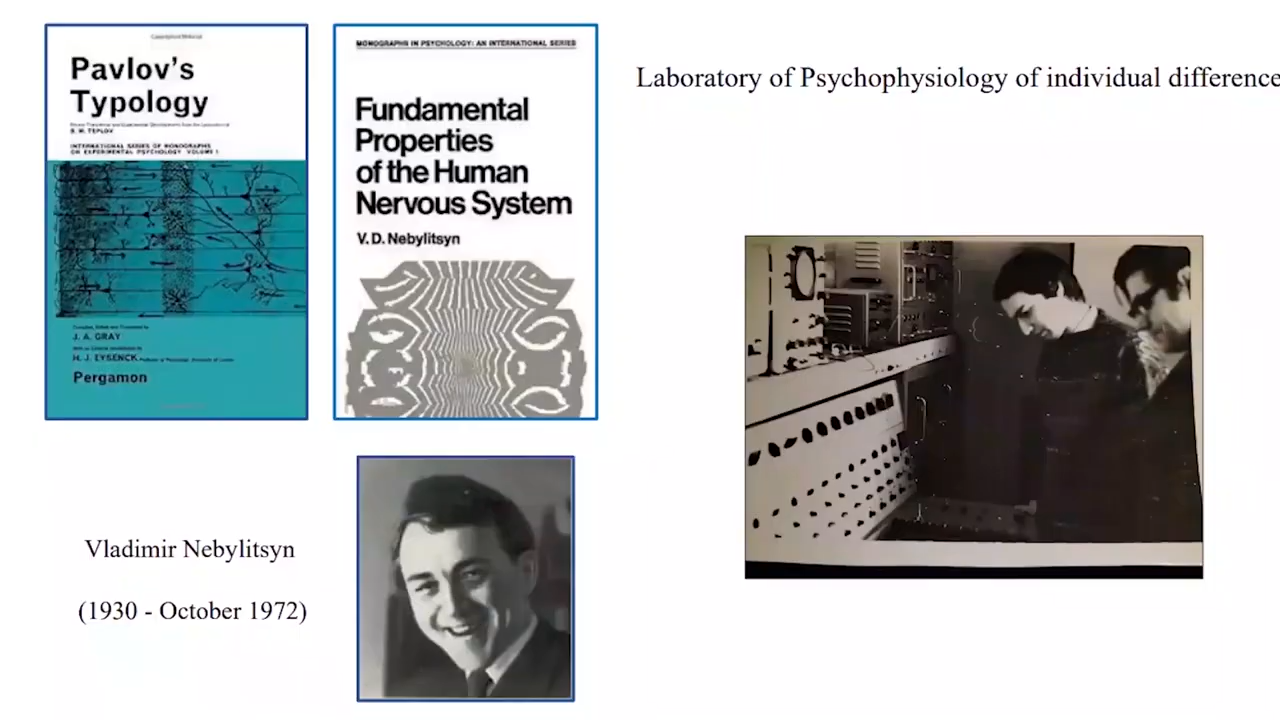 Pavlov's
Typology
B. M. TEPLOV
INTERNATIONAL SERIES OF MONOGRAPHS
ON EXPERIMENTAL PSYCHOLOGY VOLUME 1
J. A. GRAY
H. J. EYSENCK
Pergamon
MONOGRAPHS IN PSYCHOLOGY: AN INTERNATIONAL SERIES
Fundamental
Properties
of the Human
Nervous System
V. D. Nebylitsyn
Laboratory of Psychophysiology of individual difference
Vladimir Nebylitsyn
(1930 - October 1972)